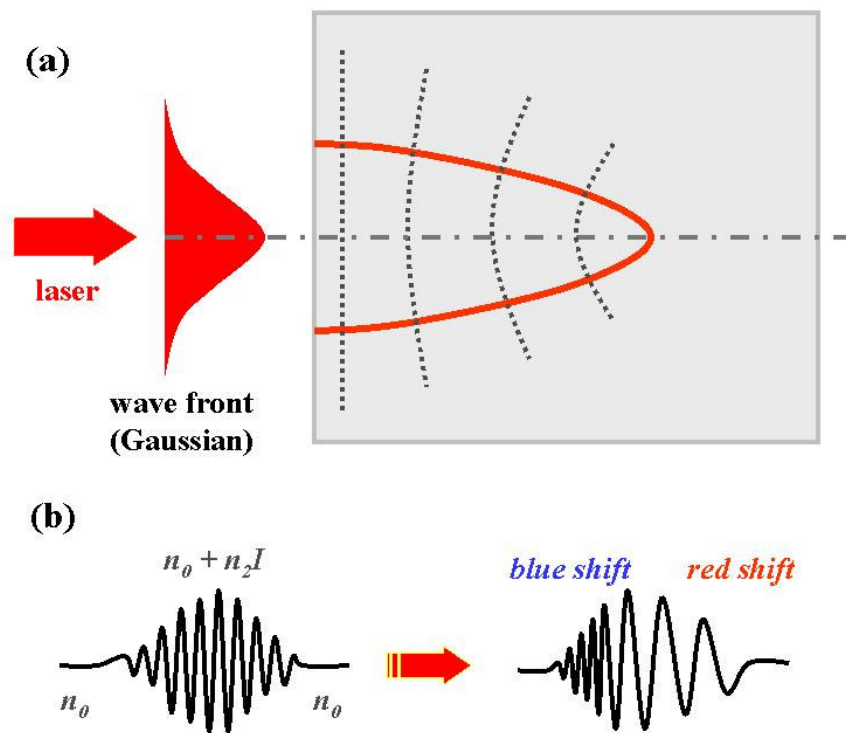 (a)
laser
wave front
(Gaussian)
(b)
n₀ + n₂I
blue shift red shift
n₀ n₀